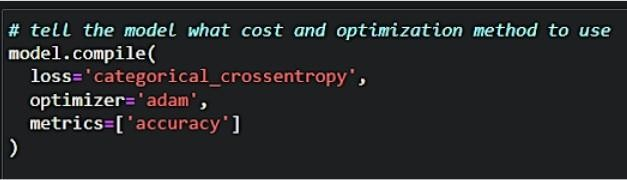 # tell the model what cost and optimization method to use
model.compile(
  loss='categorical_crossentropy',
  optimizer='adam',
  metrics=['accuracy']
)